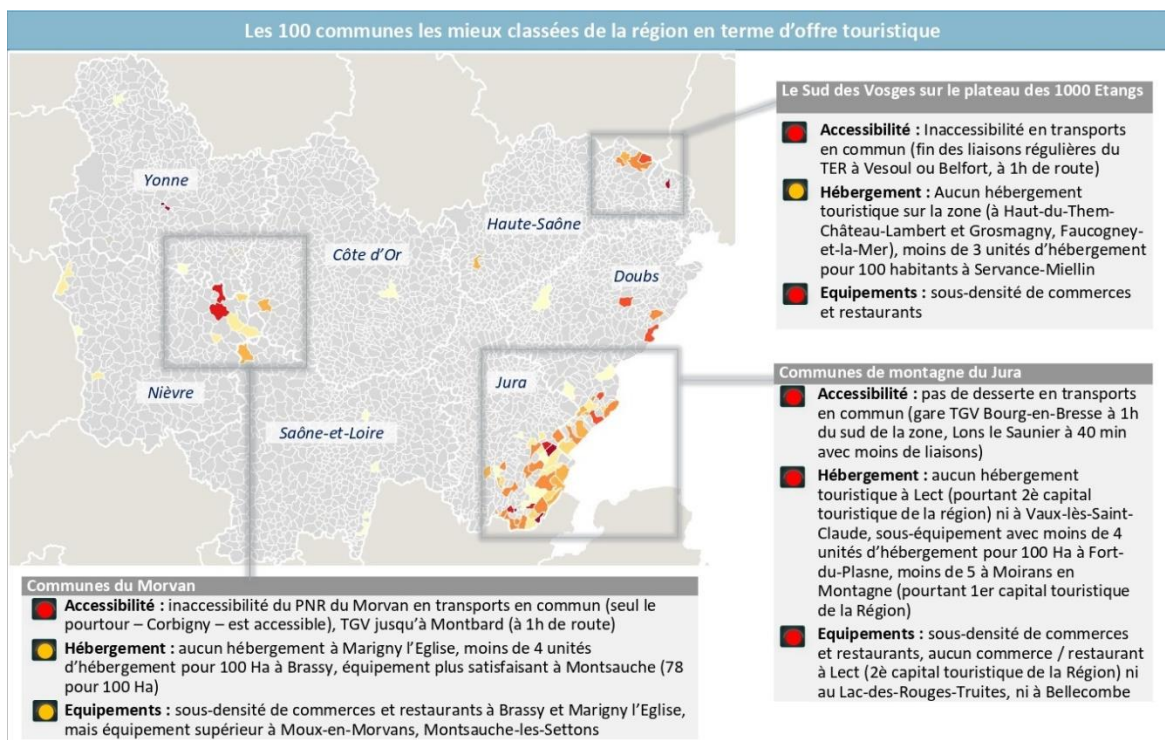 Les 100 communes les mieux classées de la région en terme d'offre touristique
Yonne
Côte d'Or
Haute-Saône
Doubs
Nièvre
Saône-et-Loire
Jura
Le Sud des Vosges sur le plateau des 1000 Etangs
Accessibilité : Inaccessibilité en transports
en commun (fin des liaisons régulières du
TER à Vesoul ou Belfort, à 1h de route)
Hébergement : Aucun hébergement
touristique sur la zone (à Haut-du-Them-
Château-Lambert et Grosmagny, Faucogney-
et-la-Mer), moins de 3 unités d'hébergement
pour 100 habitants à Servance-Miellin
Equipements : sous-densité de commerces
et restaurants
Communes de montagne du Jura
Accessibilité : pas de desserte en transports
en commun (gare TGV Bourg-en-Bresse à 1h
du sud de la zone, Lons le Saunier à 40 min
avec moins de liaisons)
Hébergement : aucun hébergement
touristique à Lect (pourtant 2è capital
touristique de la région) ni à Vaux-lès-Saint-
Claude, sous-équipement avec moins de 4
unités d'hébergement pour 100 Ha à Fort-
du-Plasne, moins de 5 à Moirans en
Montagne (pourtant 1er capital touristique
de la Région)
Equipements : sous-densité de commerces
et restaurants, aucun commerce / restaurant
à Lect (2è capital touristique de la Région) ni
au Lac-des-Rouges-Truites, ni à Bellecombe
Communes du Morvan
Accessibilité : inaccessibilité du PNR du Morvan en transports en commun (seul le
pourtour – Corbigny – est accessible), TGV jusqu'à Montbard (à 1h de route)
Hébergement : aucun hébergement à Marigny l'Eglise, moins de 4 unités
d'hébergement pour 100 Ha à Brassy, équipement plus satisfaisant à Montsauche (78
pour 100 Ha)
Equipements : sous-densité de commerces et restaurants à Brassy et Marigny l'Eglise,
mais équipement supérieur à Moux-en-Morvans, Montsauche-les-Settons